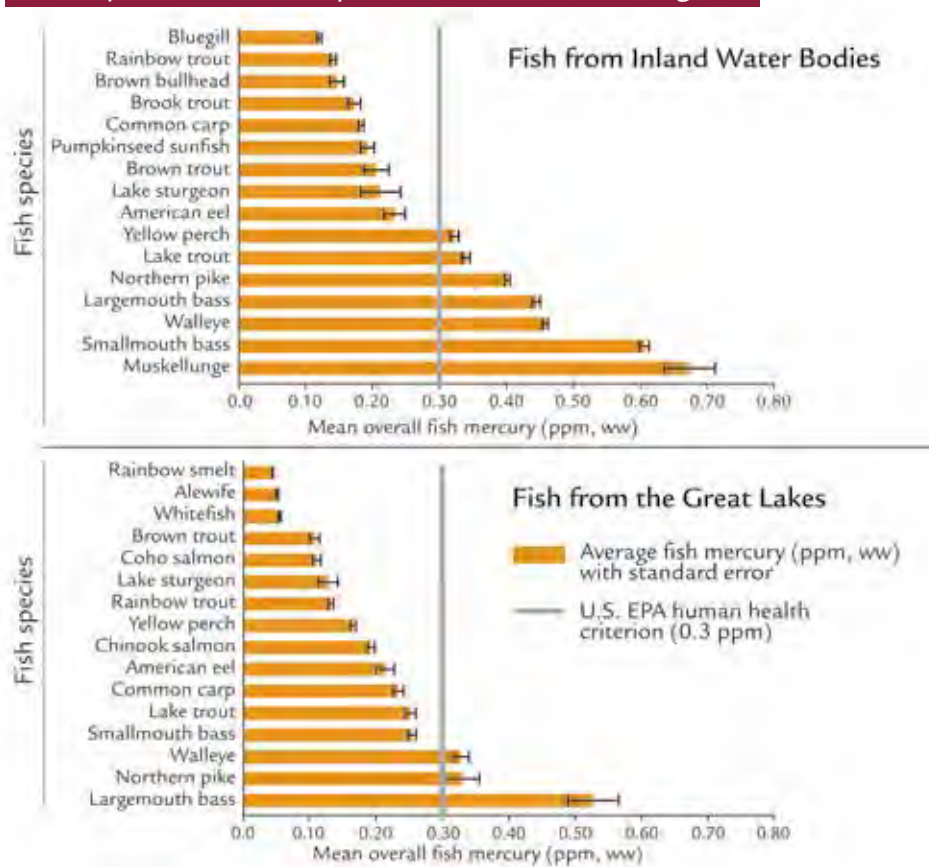 Fish from Inland Water Bodies
Fish species
Bluegill
Rainbow trout
Brown bullhead
Brook trout
Common carp
Pumpkinseed sunfish
Brown trout
Lake sturgeon
American eel
Yellow perch
Lake trout
Northern pike
Largemouth bass
Walleye
Smallmouth bass
Muskellunge
0.0 0.10 0.20 0.30 0.40 0.50 0.60 0.70 0.80
Mean overall fish mercury (ppm, ww)
Fish from the Great Lakes
Fish species
Rainbow smelt
Alewife
Whitefish
Brown trout
Coho salmon
Lake sturgeon
Rainbow trout
Yellow perch
Chinook salmon
American eel
Common carp
Lake trout
Smallmouth bass
Walleye
Northern pike
Largemouth bass
Average fish mercury (ppm, ww)
with standard error
U.S. EPA human health
criterion (0.3 ppm)
0.0 0.10 0.20 0.30 0.40 0.50 0.60 0.70 0.80
Mean overall fish mercury (ppm, ww)